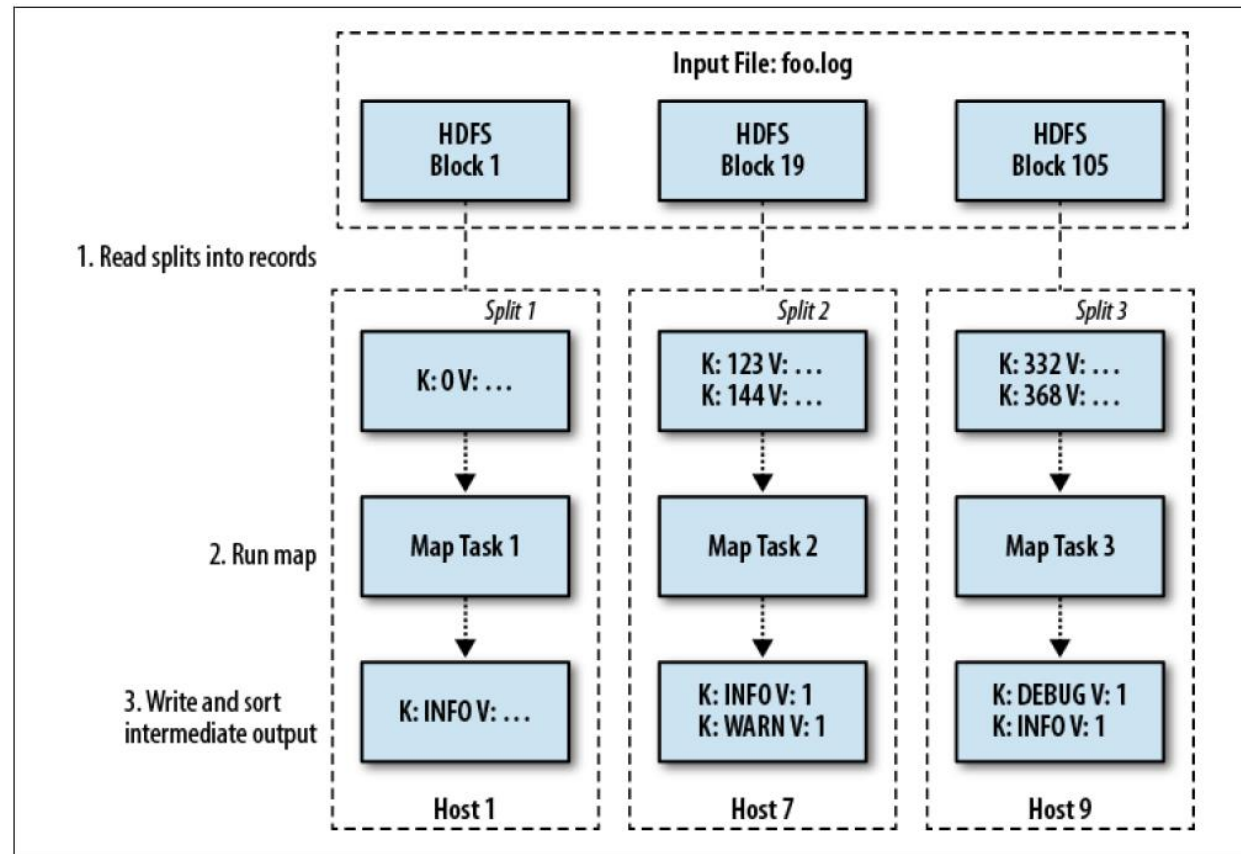 Input File: foo.log
HDFS
Block 1
HDFS
Block 19
HDFS
Block 105
1. Read splits into records
Split 1
Split 2
Split 3
K: 0 V: …
K: 123 V: …
K: 144 V: …
K: 332 V: …
K: 368 V: …
2. Run map
Map Task 1
Map Task 2
Map Task 3
3. Write and sort
intermediate output
K: INFO V: …
K: INFO V: 1
K: WARN V: 1
K: DEBUG V: 1
K: INFO V: 1
Host 1
Host 7
Host 9